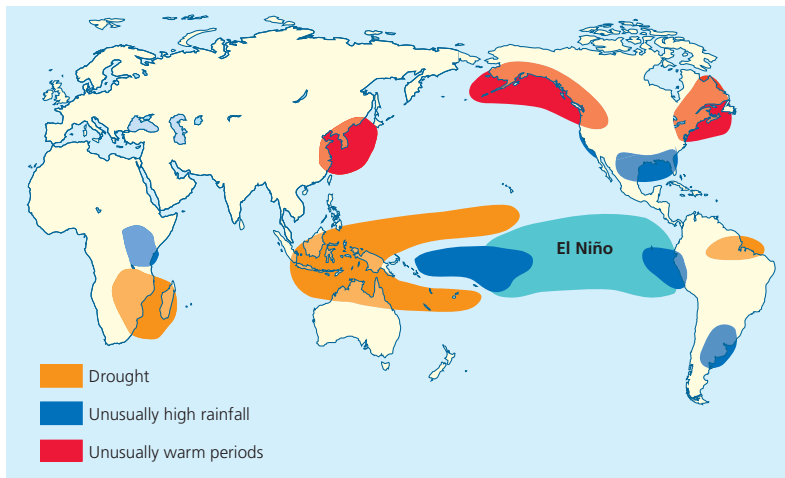 El Niño
Drought
Unusually high rainfall
Unusually warm periods